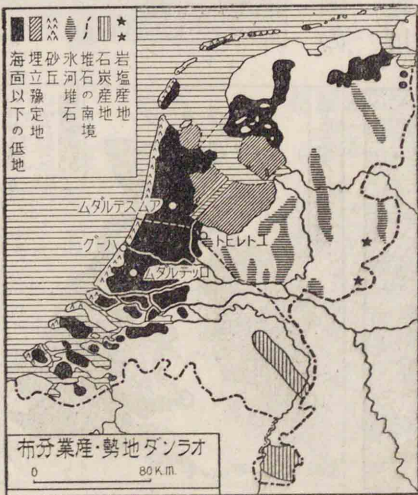 岩塩産地
石炭産地
堆石の南境
氷河堆石
砂丘
埋立豫定地
海面以下の低地
アムステルダム
ハーグ
ユトレヒト
ロッテルダム
オランダ地勢・産業分布
0 80 K.m.